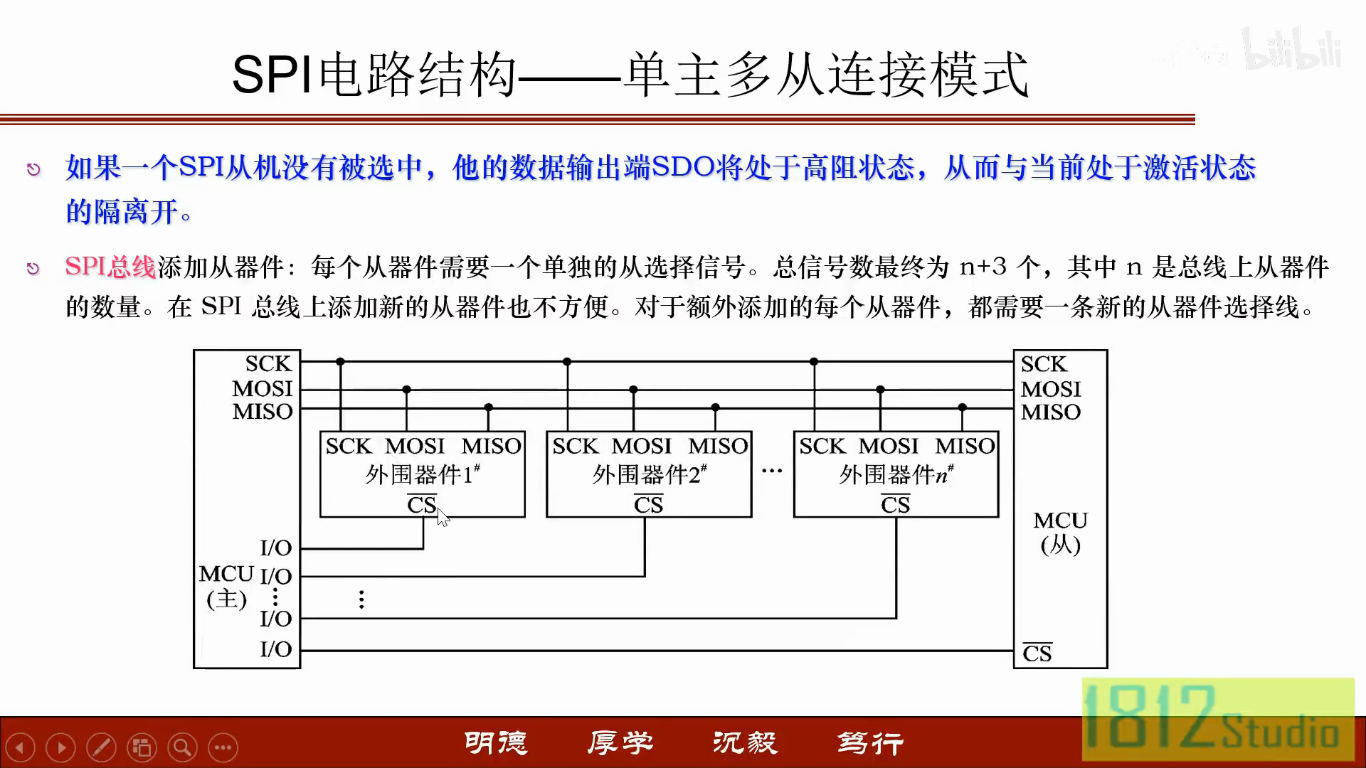 bilibili
SPI电路结构——单主多从连接模式
如果一个SPI从机没有被选中，他的数据输出端SDO将处于高阻状态，从而与当前处于激活状态
的隔离开。
SPI总线添加从器件：每个从器件需要一个单独的从选择信号。总信号数最终为 n+3 个，其中 n 是总线上从器件
的数量。在 SPI 总线上添加新的从器件也不方便。对于额外添加的每个从器件，都需要一条新的从器件选择线。
SCK SCK
MOSI MOSI
MISO MISO
SCK MOSI MISO SCK MOSI MISO SCK MOSI MISO
外围器件1# 外围器件2# … 外围器件n#
CS CS CS
MCU
(从)
I/O
MCU I/O
(主)
I/O
I/O CS
明德 厚学 沉毅 笃行
1812 Studio